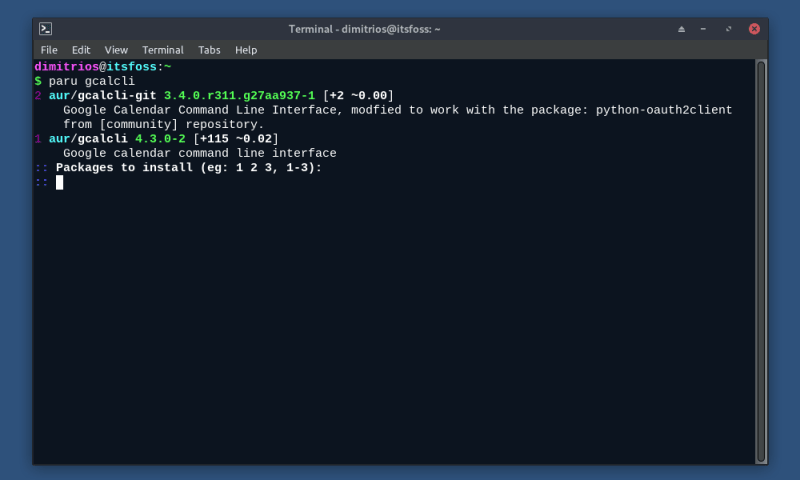 Terminal - dimitrios@itsfoss: ~
File Edit View Terminal Tabs Help
dimitrios@itsfoss:~
$ paru gcalcli
2 aur/gcalcli-git 3.4.0.r311.g27aa937-1 [+2 ~0.00]
Google Calendar Command Line Interface, modfied to work with the package: python-oauth2client
from [community] repository.
1 aur/gcalcli 4.3.0-2 [+115 ~0.02]
Google calendar command line interface
:: Packages to install (eg: 1 2 3, 1-3):
::